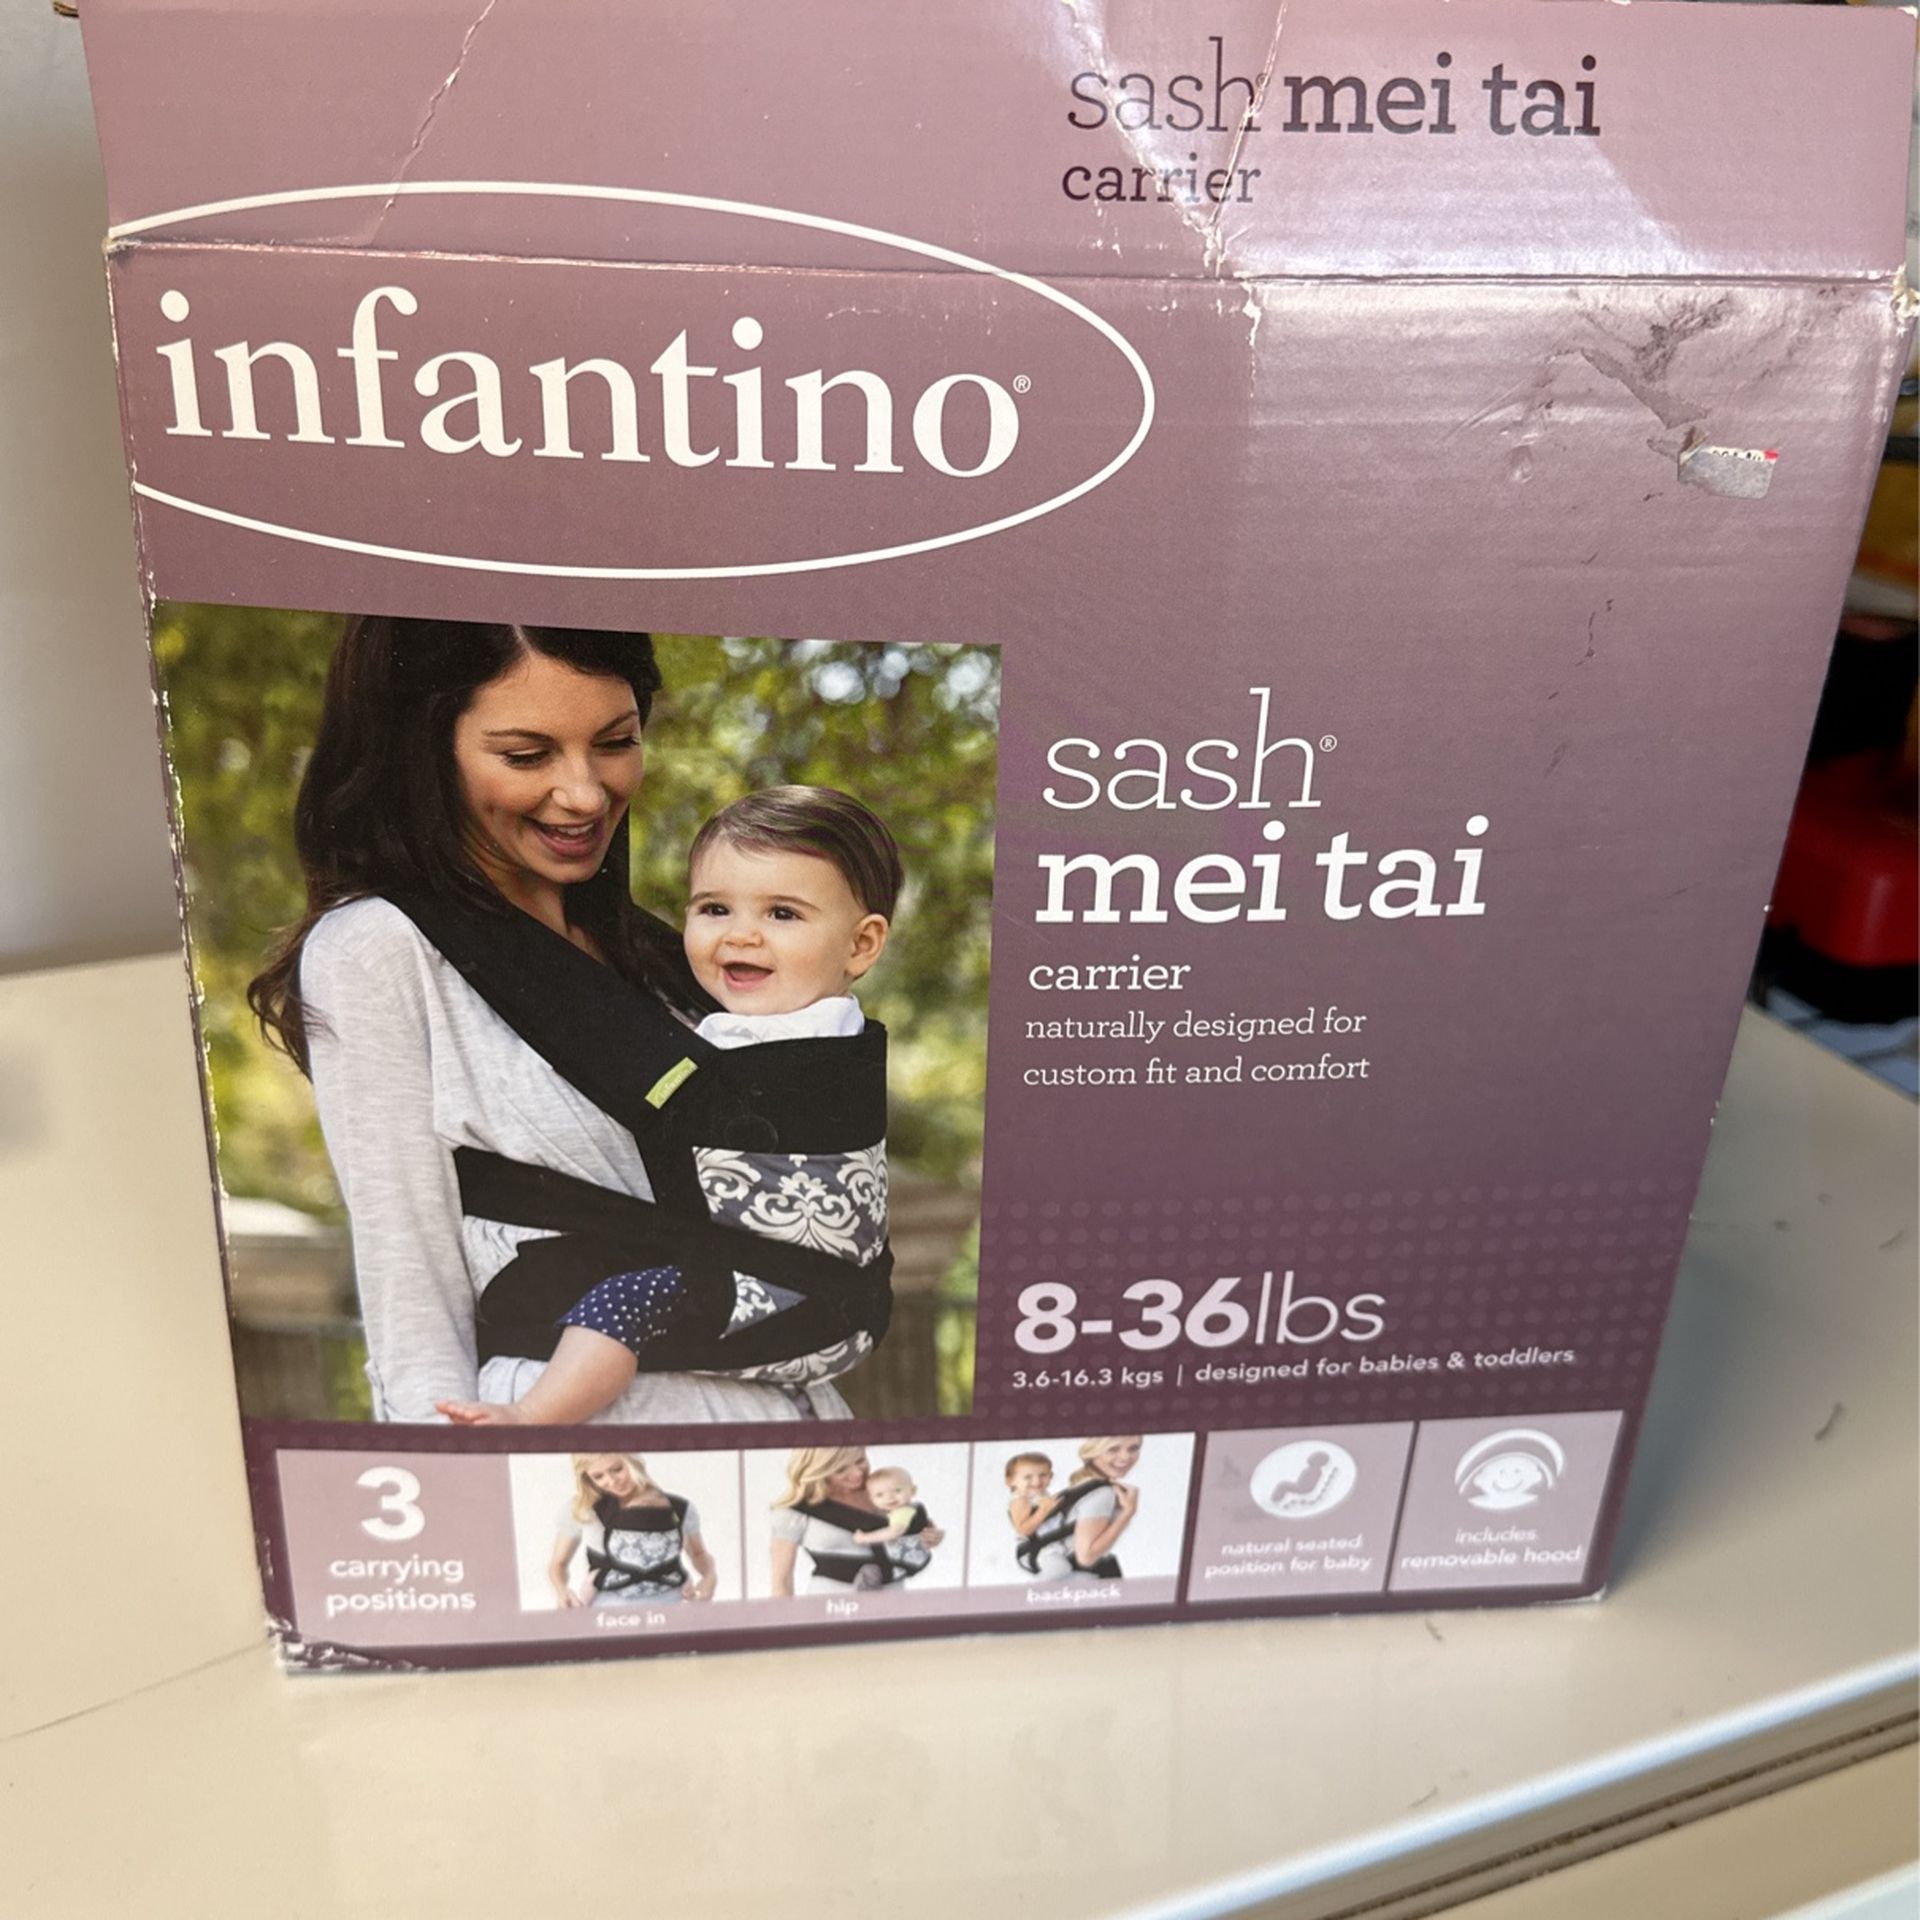 sash® mei tai
carrier
infantino®
sash®
mei tai
carrier
naturally designed for
custom fit and comfort
8-36lbs
3.6-16.3 kgs | designed for babies & toddlers
3
carrying
positions
face in
hip
backpack
natural seated
position for baby
includes
removable hood